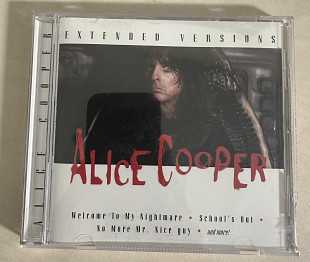 EXTENDED VERSIONS
ALICE COOPER
ALICE COOPER
Welcome To My Nightmare • School's Out •
No More Mr. Nice guy • and more!